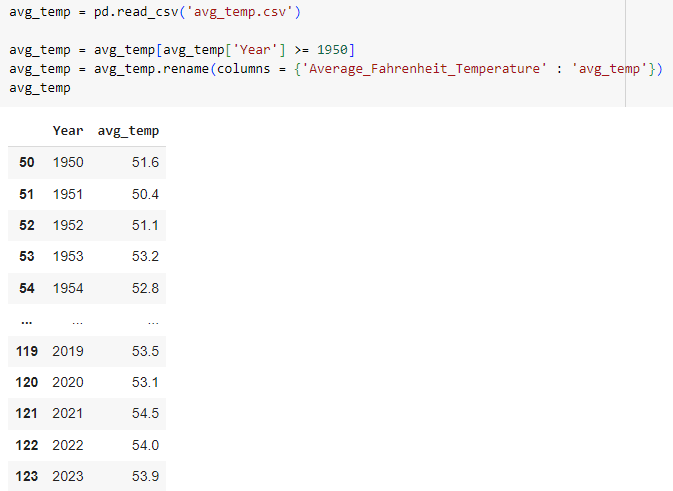 avg_temp = pd.read_csv('avg_temp.csv')
avg_temp = avg_temp[avg_temp['Year'] >= 1950]
avg_temp = avg_temp.rename(columns = {'Average_Fahrenheit_Temperature' : 'avg_temp'})
avg_temp
Year avg_temp
50 1950 51.6
51 1951 50.4
52 1952 51.1
53 1953 53.2
54 1954 52.8
... ... ...
119 2019 53.5
120 2020 53.1
121 2021 54.5
122 2022 54.0
123 2023 53.9